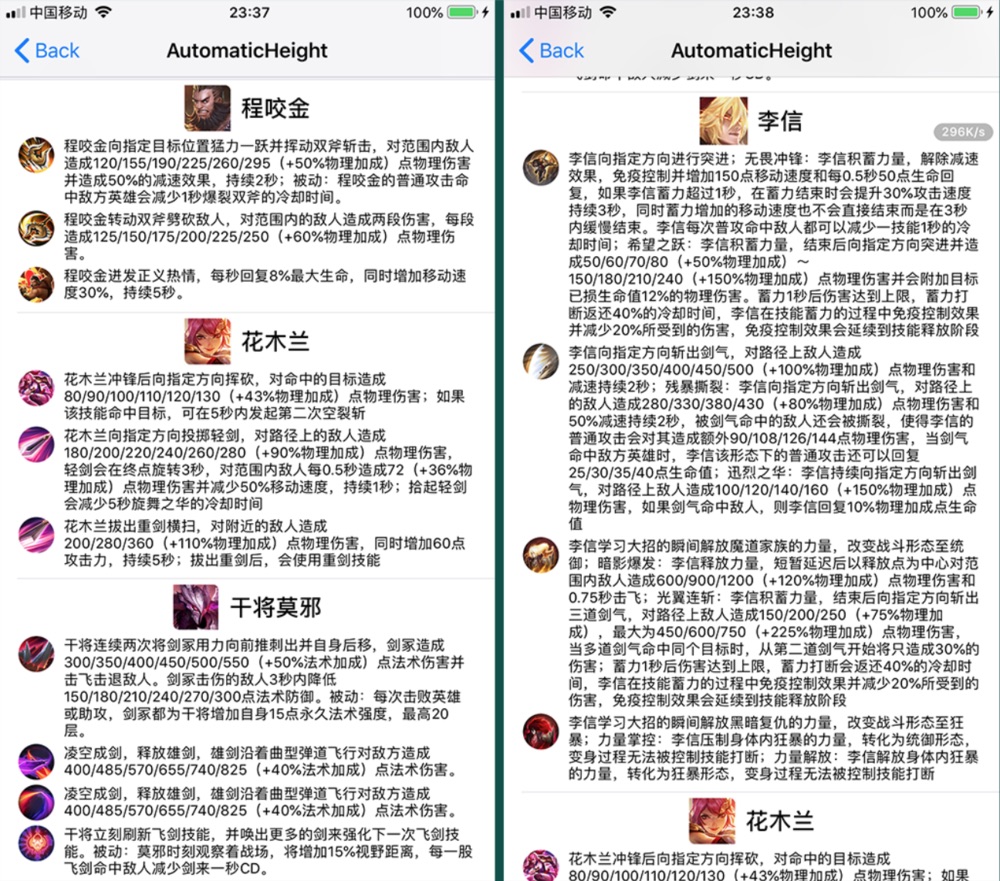 中国移动 23:37 100%
Back AutomaticHeight
程咬金
程咬金向指定目标位置猛力一跃并挥动双斧斩击，对范围内敌人
造成120/155/190/225/260/295（+50%物理加成）点物理伤害
并造成50%的减速效果，持续2秒；被动：程咬金的普通攻击命
中敌方英雄会减少1秒爆裂双斧的冷却时间。
程咬金转动双斧劈砍敌人，对范围内的敌人造成两段伤害，每段
造成125/150/175/200/225/250（+60%物理加成）点物理伤
害。
程咬金迸发正义热情，每秒回复8%最大生命，同时增加移动速
度30%，持续5秒。
花木兰
花木兰冲锋后向指定方向挥砍，对命中的目标造成
80/90/100/110/120/130（+43%物理加成）点物理伤害；如果
该技能命中目标，可在5秒内发起第二次空裂斩
花木兰向指定方向投掷轻剑，对路径上的敌人造成
180/200/220/240/260/280（+90%物理加成）点物理伤害，
轻剑会在终点旋转3秒，对范围内敌人每0.5秒造成72（+36%物
理加成）点物理伤害并减少50%移动速度，持续1秒；拾起轻剑
会减少5秒旋舞之华的冷却时间
花木兰拔出重剑横扫，对附近的敌人造成
200/280/360（+110%物理加成）点物理伤害，同时增加60点
攻击力，持续5秒；拔出重剑后，会使用重剑技能
干将莫邪
干将连续两次将剑冢用力向前推刺出并自身后移，剑冢造成
300/350/400/450/500/550（+50%法术加成）点法术伤害并
击飞击退敌人。剑冢击伤的敌人3秒内降低
150/180/210/240/270/300点法术防御。被动：每次击败英雄
或助攻，剑冢都为干将增加自身15点永久法术强度，最高20
层。
凌空成剑，释放雄剑，雄剑沿着曲型弹道飞行对敌方造成
400/485/570/655/740/825（+40%法术加成）点法术伤害。
凌空成剑，释放雄剑，雄剑沿着曲型弹道飞行对敌方造成
400/485/570/655/740/825（+40%法术加成）点法术伤害。
干将立刻刷新飞剑技能，并唤出更多的剑来强化下一次飞剑技
能。被动：莫邪时刻观察着战场，将增加15%视野距离，每一股
飞剑命中敌人减少剑来一秒CD。
中国移动 23:38 100%
Back AutomaticHeight
飞剑命中敌人减少剑来一秒CD。
李信
296K/s
李信向指定方向进行突进；无畏冲锋：李信积蓄力量，解除减速
效果，免疫控制并增加150点移动速度和每0.5秒50点生命回
复，如果李信蓄力超过1秒，在蓄力结束时会提升30%攻击速度
持续3秒，同时蓄力增加的移动速度也不会直接结束而是在3秒
内缓慢结束。李信每次普攻命中敌人都可以减少一技能1秒的冷
却时间；希望之跃：李信积蓄力量，结束后向指定方向突进并造
成50/60/70/80（+50%物理加成）～
150/180/210/240（+150%物理加成）点物理伤害并会附加目标
已损生命值12%的物理伤害。蓄力1秒后伤害达到上限，蓄力打
断返还40%的冷却时间，李信在技能蓄力的过程中免疫控制效果
并减少20%所受到的伤害，免疫控制效果会延续到技能释放阶段
李信向指定方向斩出剑气，对路径上敌人造成
250/300/350/400/450/500（+100%物理加成）点物理伤害和
减速持续2秒；残暴撕裂：李信向指定方向斩出剑气，对路径上
的敌人造成280/330/380/430（+80%物理加成）点物理伤害和
50%减速持续2秒，被剑气命中的敌人还会被撕裂，使得李信的
普通攻击会对其造成额外90/108/126/144点物理伤害，当剑气
命中敌方英雄时，李信该形态下的普通攻击还可以回复
25/30/35/40点生命值；迅烈之华：李信持续向指定方向斩出剑
气，对路径上敌人造成100/120/140/160（+150%物理加成）点
物理伤害，如果剑气命中敌人，则李信回复10%物理加成点生命
值
李信学习大招的瞬间解放魔道家族的力量，改变战斗形态至统
御；暗影爆发：李信释放力量，短暂延迟后以释放点为中心对范
围内敌人造成600/900/1200（+120%物理加成）点物理伤害和
0.75秒击飞；光翼连斩：李信积蓄力量，结束后向指定方向斩出
三道剑气，对路径上敌人造成150/200/250（+75%物理加
成），最大为450/600/750（+225%物理加成）点物理伤害，
当多道剑气命中同个目标时，从第二道剑气开始将只造成30%的
伤害；蓄力1秒后伤害达到上限，蓄力打断会返还40%的冷却时
间，李信在技能蓄力的过程中免疫控制效果并减少20%所受到的
伤害，免疫控制效果会延续到技能释放阶段
李信学习大招的瞬间解放黑暗复仇的力量，改变战斗形态至狂
暴；力量掌控：李信压制身体内狂暴的力量，转化为统御形态，
变身过程无法被控制技能打断；力量解放：李信解放身体内狂暴
的力量，转化为狂暴形态，变身过程无法被控制技能打断
花木兰
花木兰冲锋后向指定方向挥砍，对命中的目标造成
80/90/100/110/120/130（+43%物理加成）点物理伤害；如果